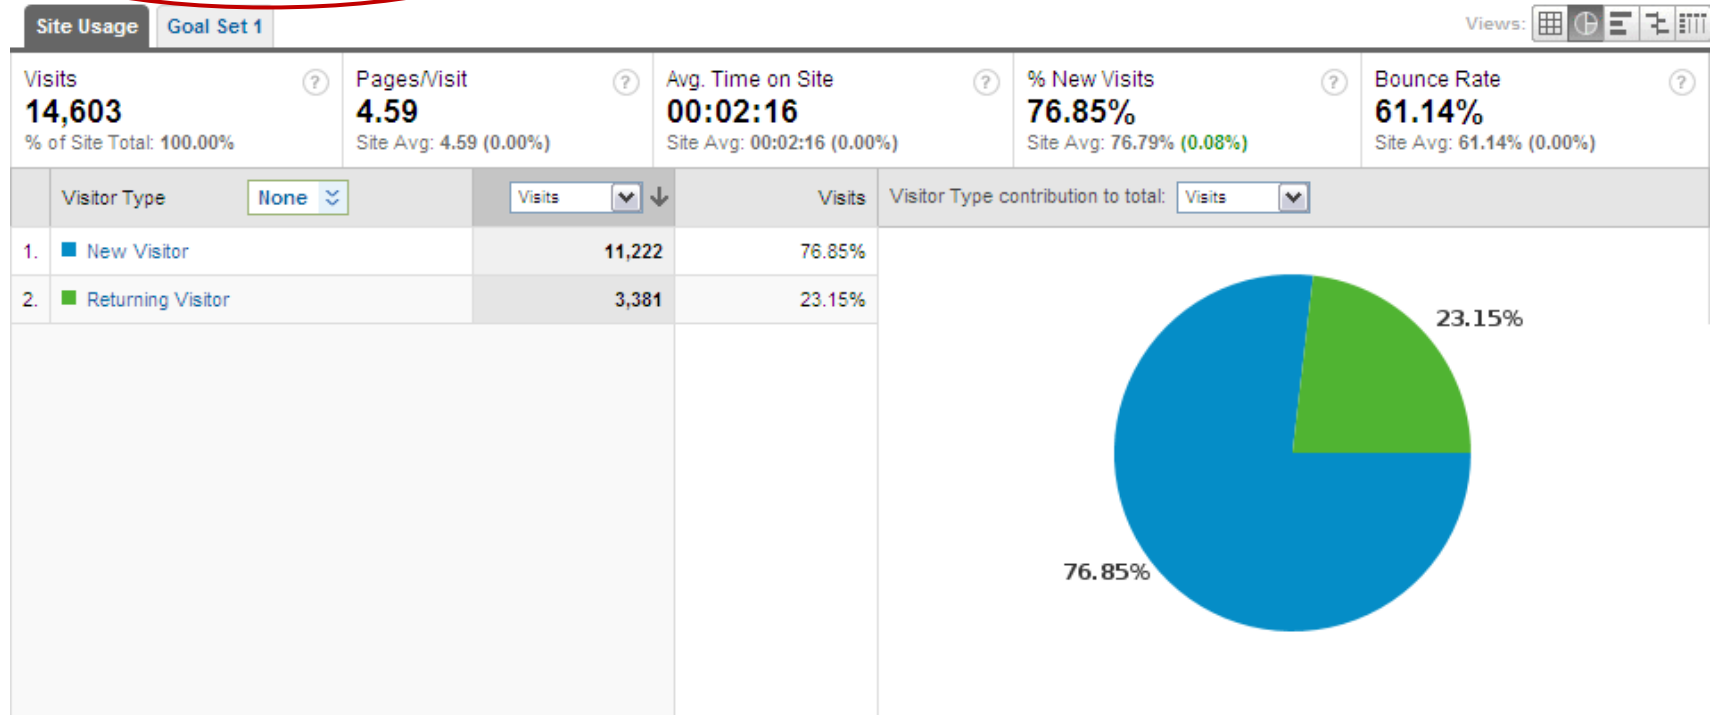 Site Usage Goal Set 1 Views:
Visits ? Pages/Visit ? Avg. Time on Site ? % New Visits ? Bounce Rate ?
14,603 4.59 00:02:16 76.85% 61.14%
% of Site Total: 100.00% Site Avg: 4.59 (0.00%) Site Avg: 00:02:16 (0.00%) Site Avg: 76.79% (0.08%) Site Avg: 61.14% (0.00%)
Visitor Type None Visits Visits Visitor Type contribution to total: Visits
1. New Visitor 11,222 76.85%
2. Returning Visitor 3,381 23.15%
23.15%
76.85%